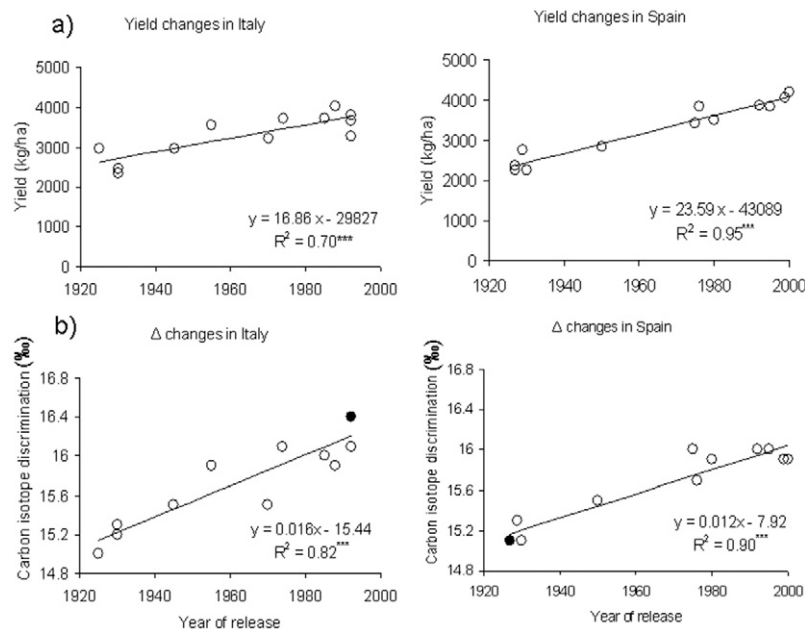 a)
Yield changes in Italy
Yield (kg/ha)
5000
4000
3000
2000
1000
0
y = 16.86 x - 29827
R² = 0.70***
1920 1940 1960 1980 2000
Yield changes in Spain
Yield (kg/ha)
5000
4000
3000
2000
1000
0
y = 23.59 x - 43089
R² = 0.95***
1920 1940 1960 1980 2000
b)
Δ changes in Italy
Carbon isotope discrimination (‰)
16.8
16.4
16
15.6
15.2
14.8
y = 0.016x - 15.44
R² = 0.82***
1920 1940 1960 1980 2000
Year of release
Δ changes in Spain
Carbon isotope discrimination (‰)
16.8
16.4
16
15.6
15.2
14.8
y = 0.012x - 7.92
R² = 0.90***
1920 1940 1960 1980 2000
Year of release